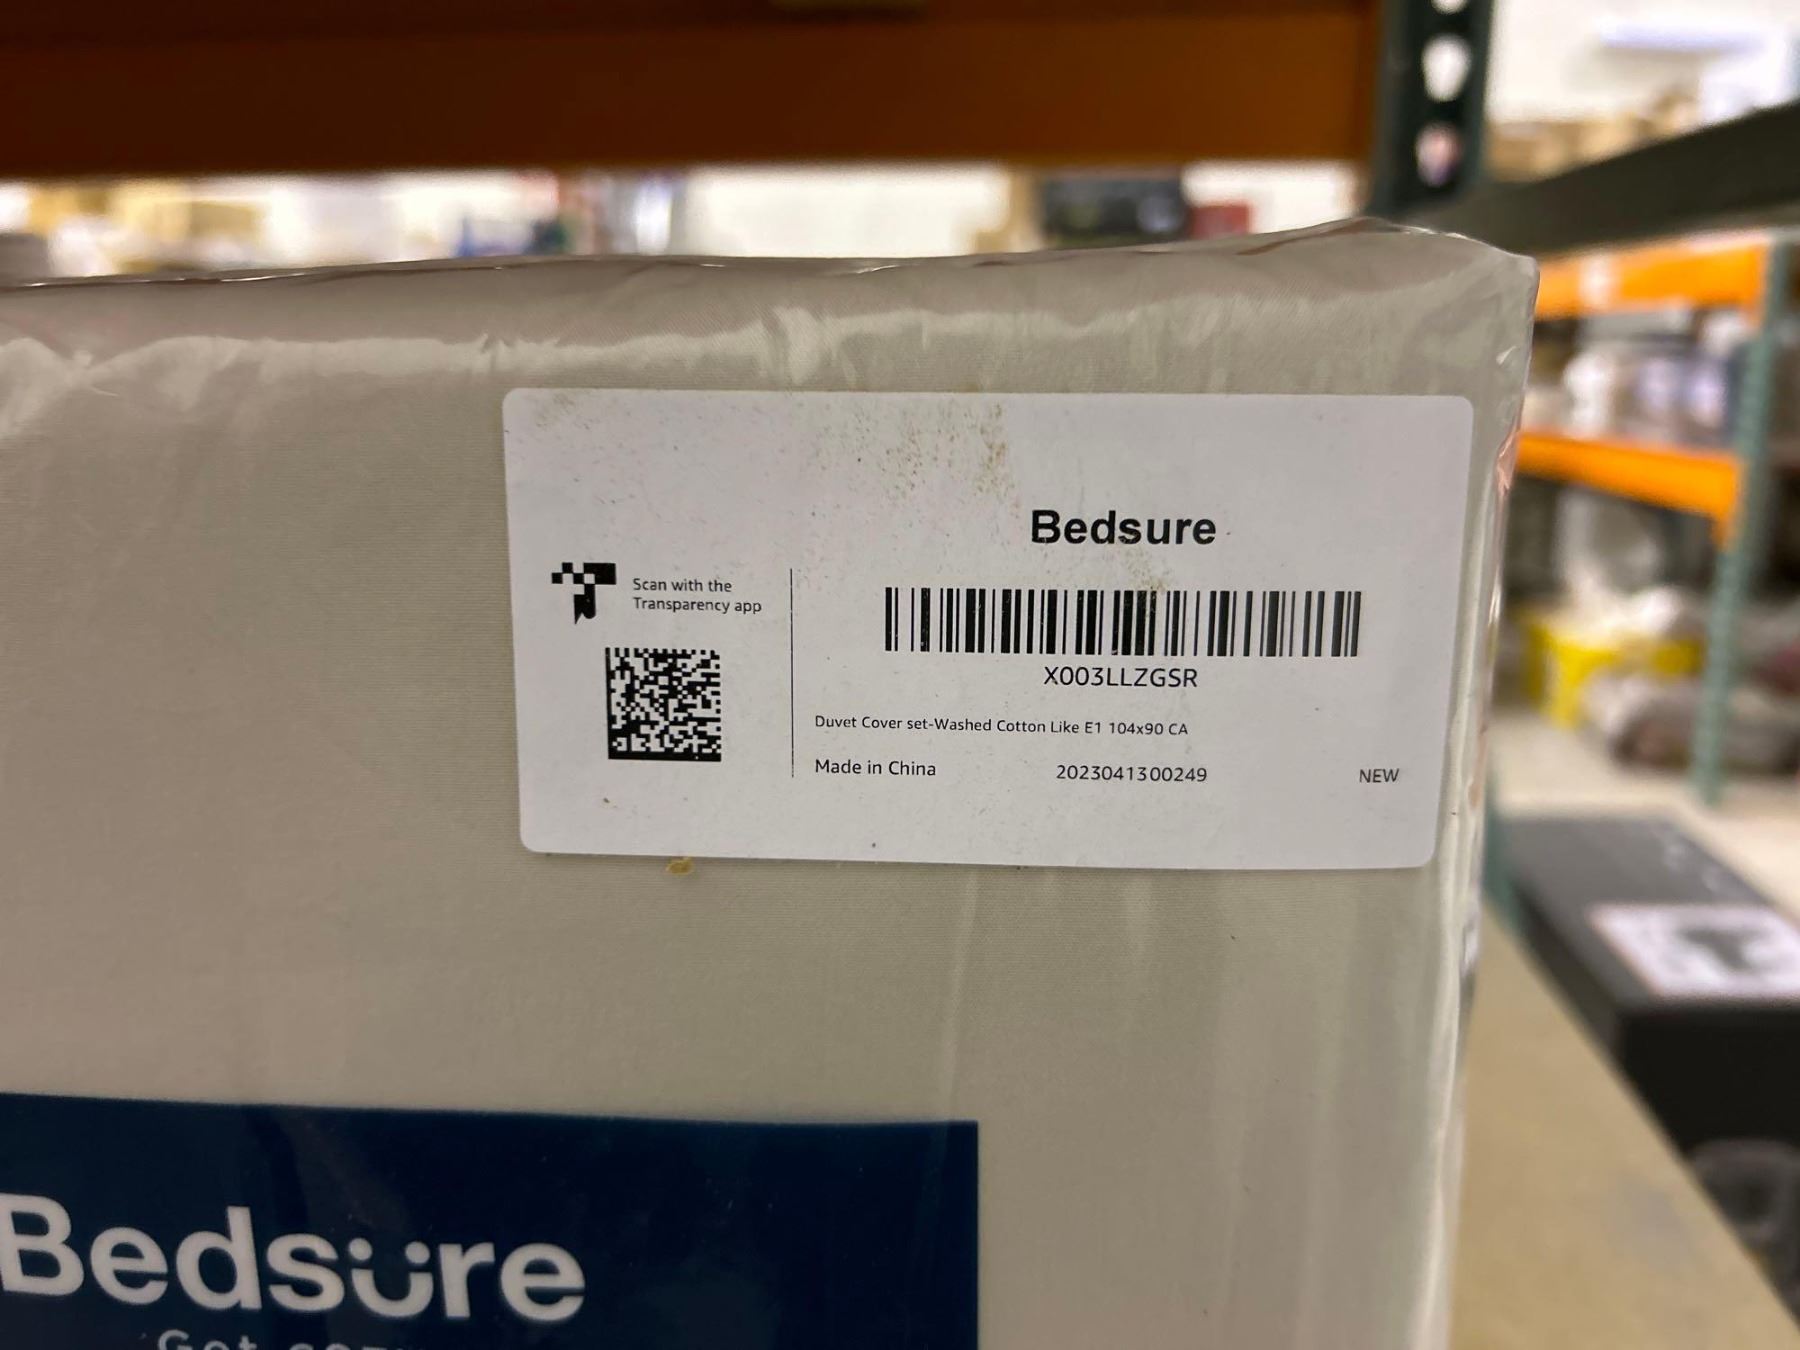 Bedsure
Scan with the
Transparency app
X003LLZGSR
Duvet Cover set-Washed Cotton Like E1 104x90 CA
Made in China 2023041300249 NEW
Bedsure
Get